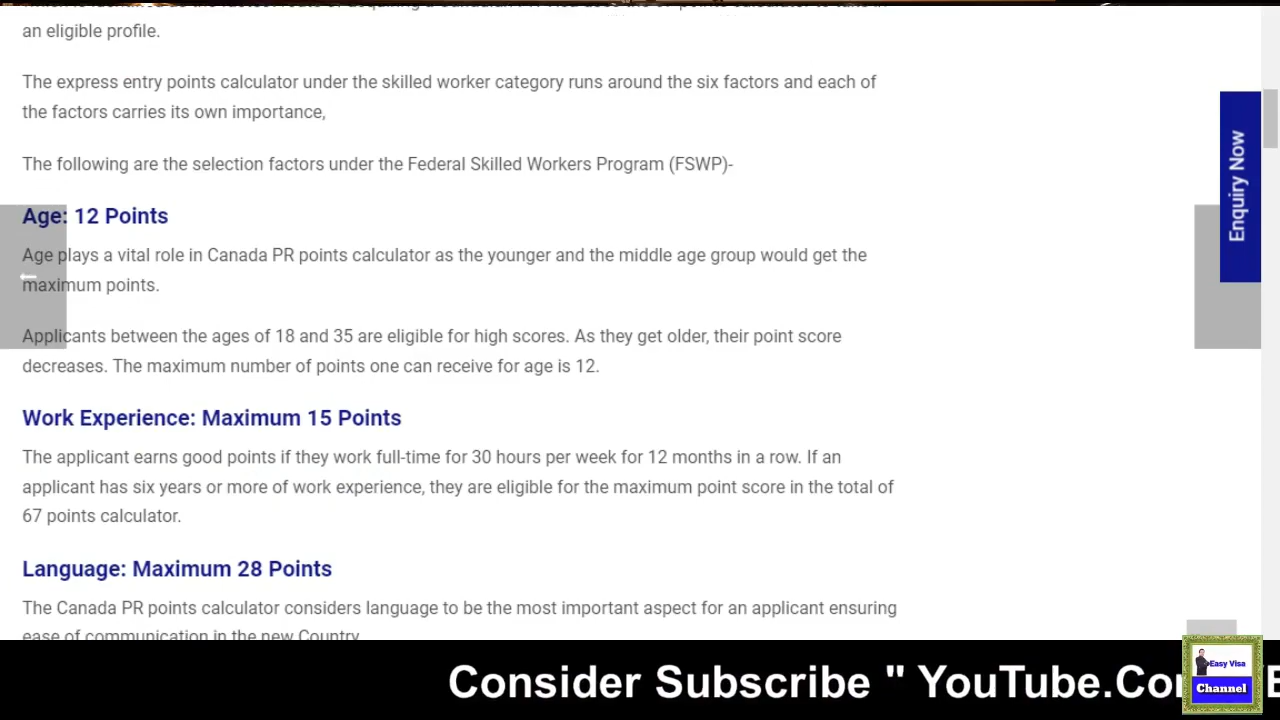 an eligible profile.
The express entry points calculator under the skilled worker category runs around the six factors and each of
the factors carries its own importance,
The following are the selection factors under the Federal Skilled Workers Program (FSWP)-
Age: 12 Points
Age plays a vital role in Canada PR points calculator as the younger and the middle age group would get the
maximum points.
Applicants between the ages of 18 and 35 are eligible for high scores. As they get older, their point score
decreases. The maximum number of points one can receive for age is 12.
Work Experience: Maximum 15 Points
The applicant earns good points if they work full-time for 30 hours per week for 12 months in a row. If an
applicant has six years or more of work experience, they are eligible for the maximum point score in the total of
67 points calculator.
Language: Maximum 28 Points
The Canada PR points calculator considers language to be the most important aspect for an applicant ensuring
ease of communication in the new Country
Enquiry Now
Consider Subscribe " YouTube.Co
Easy Visa
Channel